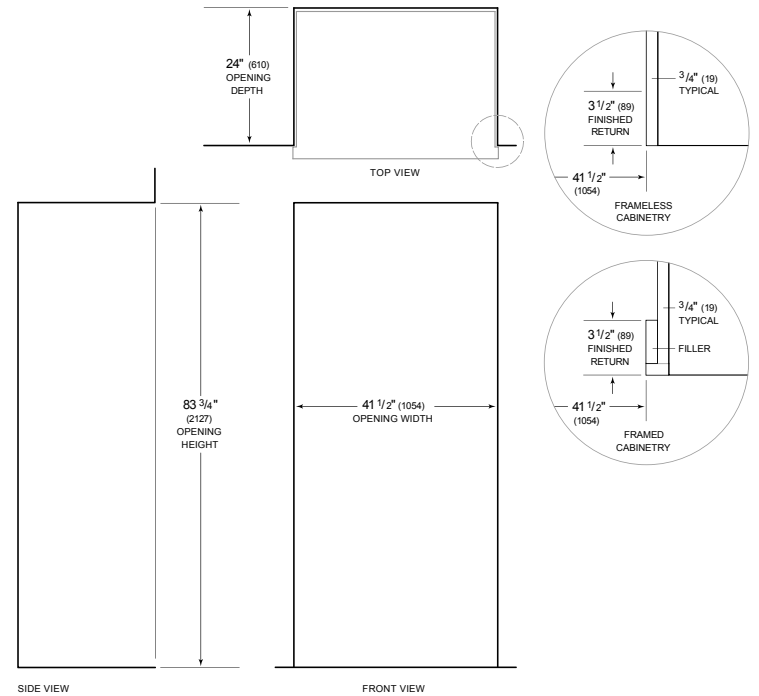 24" (610)
OPENING
DEPTH
TOP VIEW
3/4" (19)
TYPICAL
3 1/2" (89)
FINISHED
RETURN
41 1/2"
(1054)
FRAMELESS
CABINETRY
3/4" (19)
TYPICAL
3 1/2" (89)
FINISHED
RETURN
FILLER
41 1/2"
(1054)
FRAMED
CABINETRY
83 3/4"
(2127)
OPENING
HEIGHT
41 1/2" (1054)
OPENING WIDTH
SIDE VIEW
FRONT VIEW